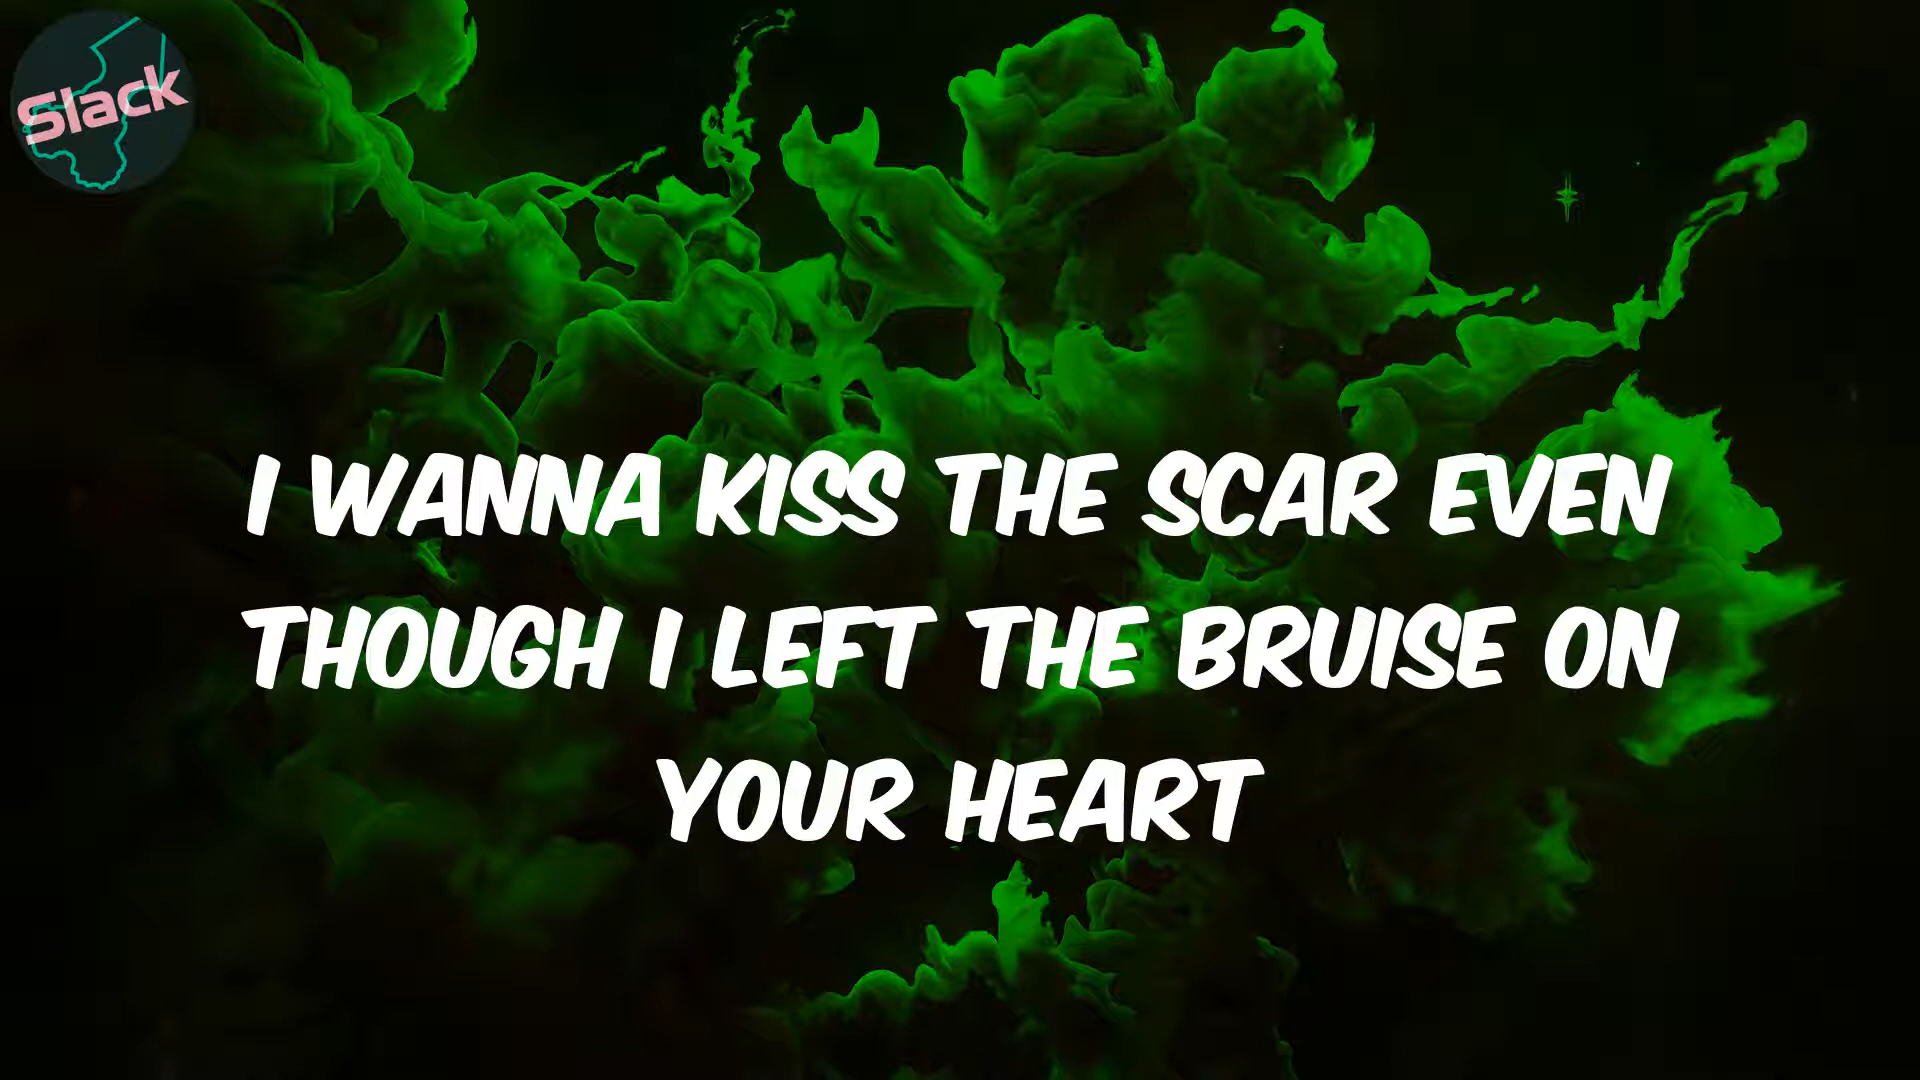 Slack
I WANNA KISS THE SCAR EVEN
THOUGH I LEFT THE BRUISE ON
YOUR HEART